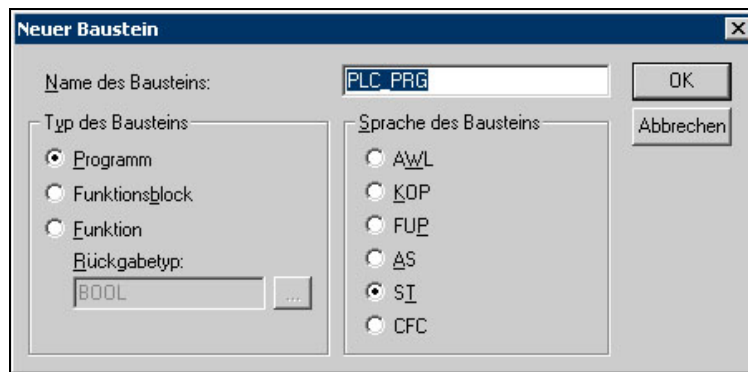 Neuer Baustein
Name des Bausteins:
PLC_PRG
OK
Abbrechen
Typ des Bausteins
Programm
Funktionsblock
Funktion
Rückgabetyp:
BOOL
...
Sprache des Bausteins
AWL
KOP
FUP
AS
ST
CFC